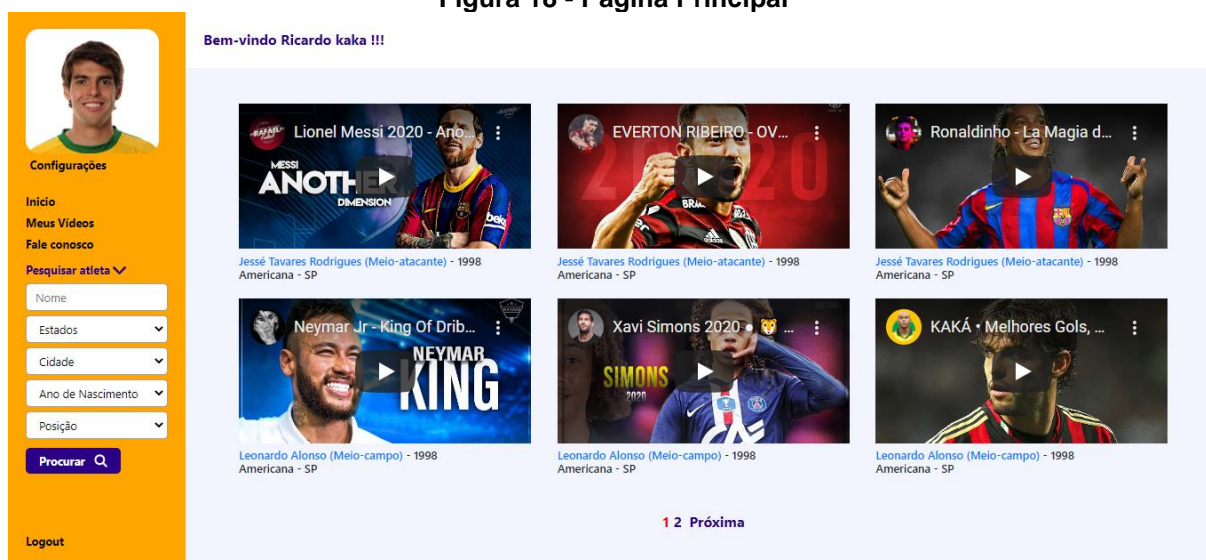 Figura 18 - Página Principal
Bem-vindo Ricardo kaka !!!
Configurações
Inicio
Meus Vídeos
Fale conosco
Pesquisar atleta
Nome
Estados
Cidade
Ano de Nascimento
Posição
Procurar
Logout
Lionel Messi 2020 - Ano...
MESSI
ANOTHER
DIMENSION
beko
Jessé Tavares Rodrigues (Meio-atacante) - 1998
Americana - SP
EVERTON RIBEIRO - OV...
2020
Jessé Tavares Rodrigues (Meio-atacante) - 1998
Americana - SP
Ronaldinho - La Magia d...
Jessé Tavares Rodrigues (Meio-atacante) - 1998
Americana - SP
Neymar Jr - King Of Drib...
NEYMAR
KING
Leonardo Alonso (Meio-campo) - 1998
Americana - SP
Xavi Simons 2020 ● 🐯 ...
SIMONS
2020
Leonardo Alonso (Meio-campo) - 1998
Americana - SP
KAKÁ • Melhores Gols, ...
Leonardo Alonso (Meio-campo) - 1998
Americana - SP
1 2 Próxima